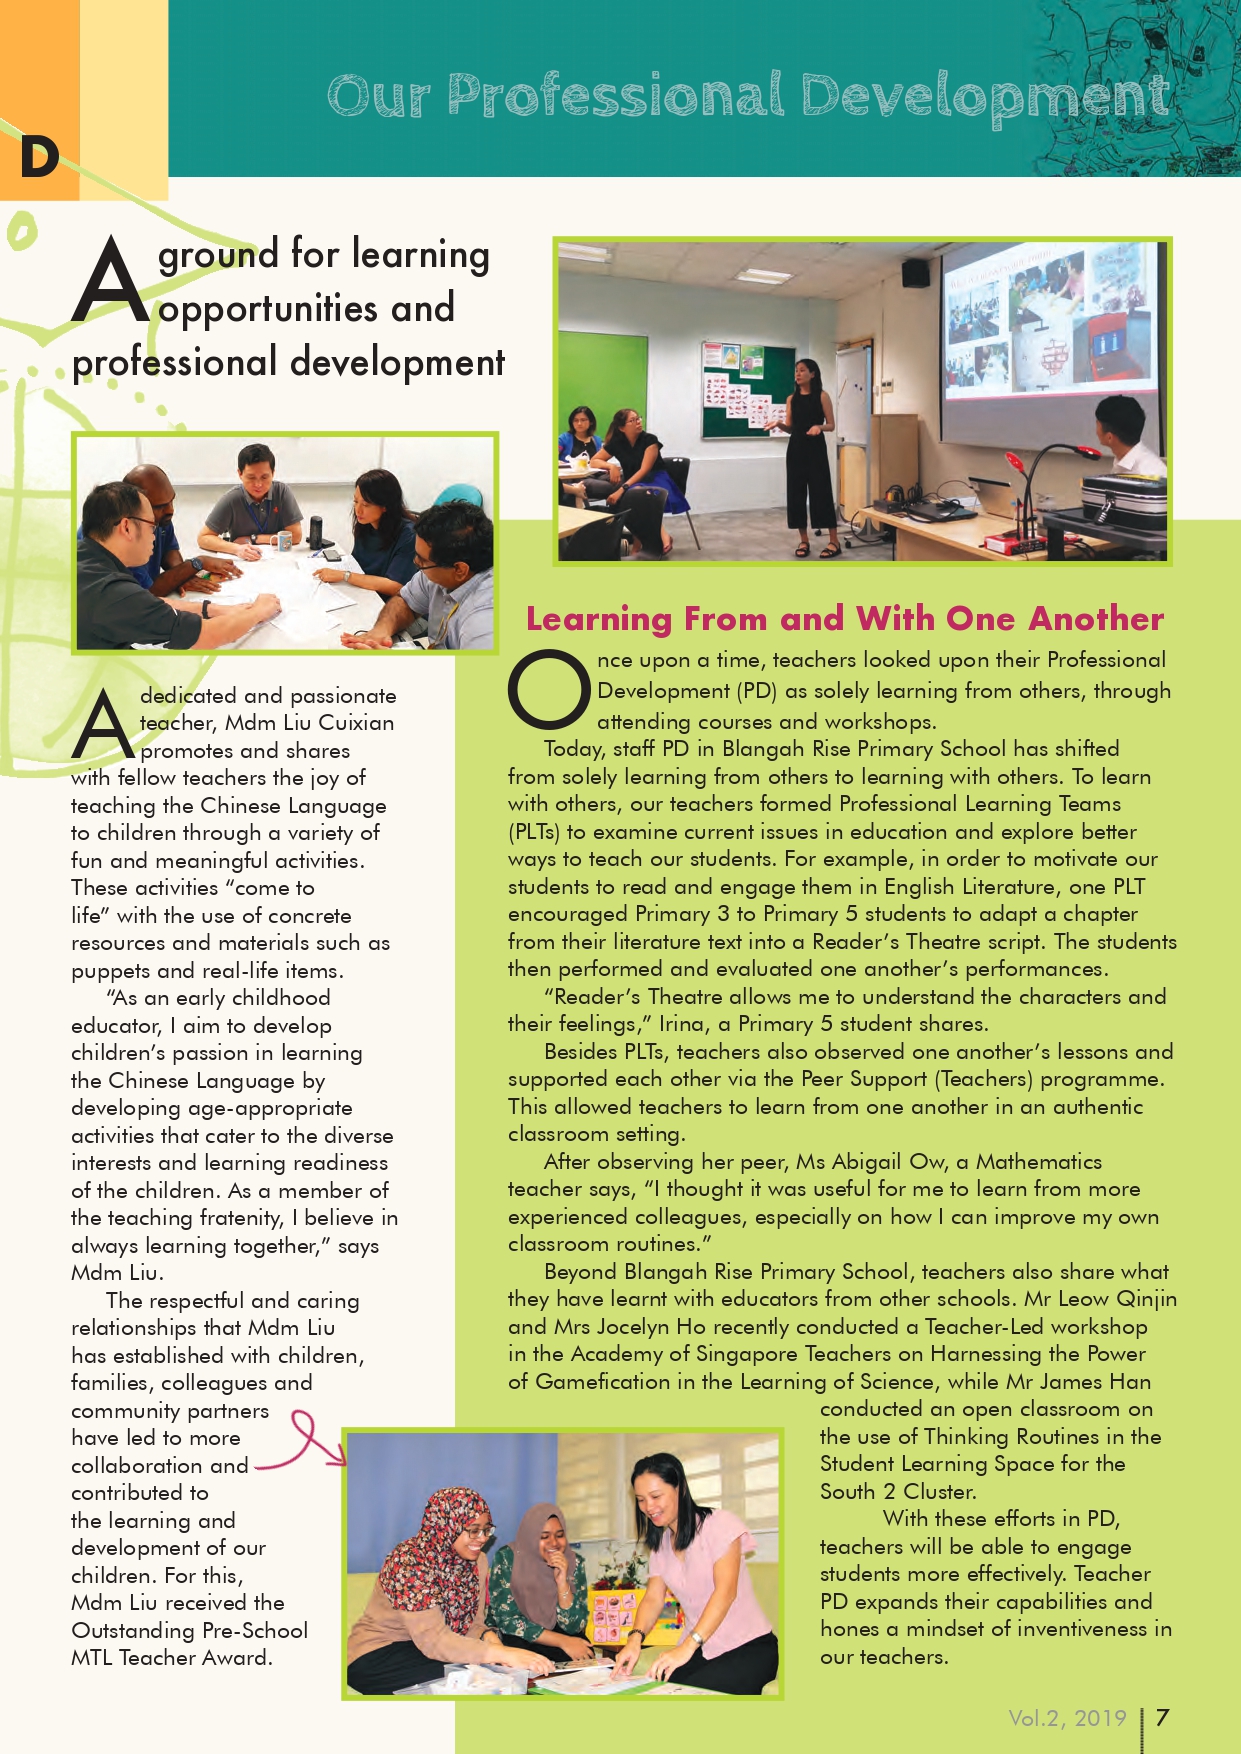 Our Professional Development
D
A ground for learning
opportunities and
professional development
A dedicated and passionate
teacher, Mdm Liu Cuixian
promotes and shares
with fellow teachers the joy of
teaching the Chinese Language
to children through a variety of
fun and meaningful activities.
These activities “come to
life” with the use of concrete
resources and materials such as
puppets and real-life items.
“As an early childhood
educator, I aim to develop
children’s passion in learning
the Chinese Language by
developing age-appropriate
activities that cater to the diverse
interests and learning readiness
of the children. As a member of
the teaching fratenity, I believe in
always learning together,” says
Mdm Liu.
The respectful and caring
relationships that Mdm Liu
has established with children,
families, colleagues and
community partners
have led to more
collaboration and
contributed to
the learning and
development of our
children. For this,
Mdm Liu received the
Outstanding Pre-School
MTL Teacher Award.
Learning From and With One Another
Once upon a time, teachers looked upon their Professional
Development (PD) as solely learning from others, through
attending courses and workshops.
Today, staff PD in Blangah Rise Primary School has shifted
from solely learning from others to learning with others. To learn
with others, our teachers formed Professional Learning Teams
(PLTs) to examine current issues in education and explore better
ways to teach our students. For example, in order to motivate our
students to read and engage them in English Literature, one PLT
encouraged Primary 3 to Primary 5 students to adapt a chapter
from their literature text into a Reader’s Theatre script. The students
then performed and evaluated one another’s performances.
“Reader’s Theatre allows me to understand the characters and
their feelings,” Irina, a Primary 5 student shares.
Besides PLTs, teachers also observed one another’s lessons and
supported each other via the Peer Support (Teachers) programme.
This allowed teachers to learn from one another in an authentic
classroom setting.
After observing her peer, Ms Abigail Ow, a Mathematics
teacher says, “I thought it was useful for me to learn from more
experienced colleagues, especially on how I can improve my own
classroom routines.”
Beyond Blangah Rise Primary School, teachers also share what
they have learnt with educators from other schools. Mr Leow Qinjin
and Mrs Jocelyn Ho recently conducted a Teacher-Led workshop
in the Academy of Singapore Teachers on Harnessing the Power
of Gamefication in the Learning of Science, while Mr James Han
conducted an open classroom on
the use of Thinking Routines in the
Student Learning Space for the
South 2 Cluster.
With these efforts in PD,
teachers will be able to engage
students more effectively. Teacher
PD expands their capabilities and
hones a mindset of inventiveness in
our teachers.
Vol.2, 2019 7